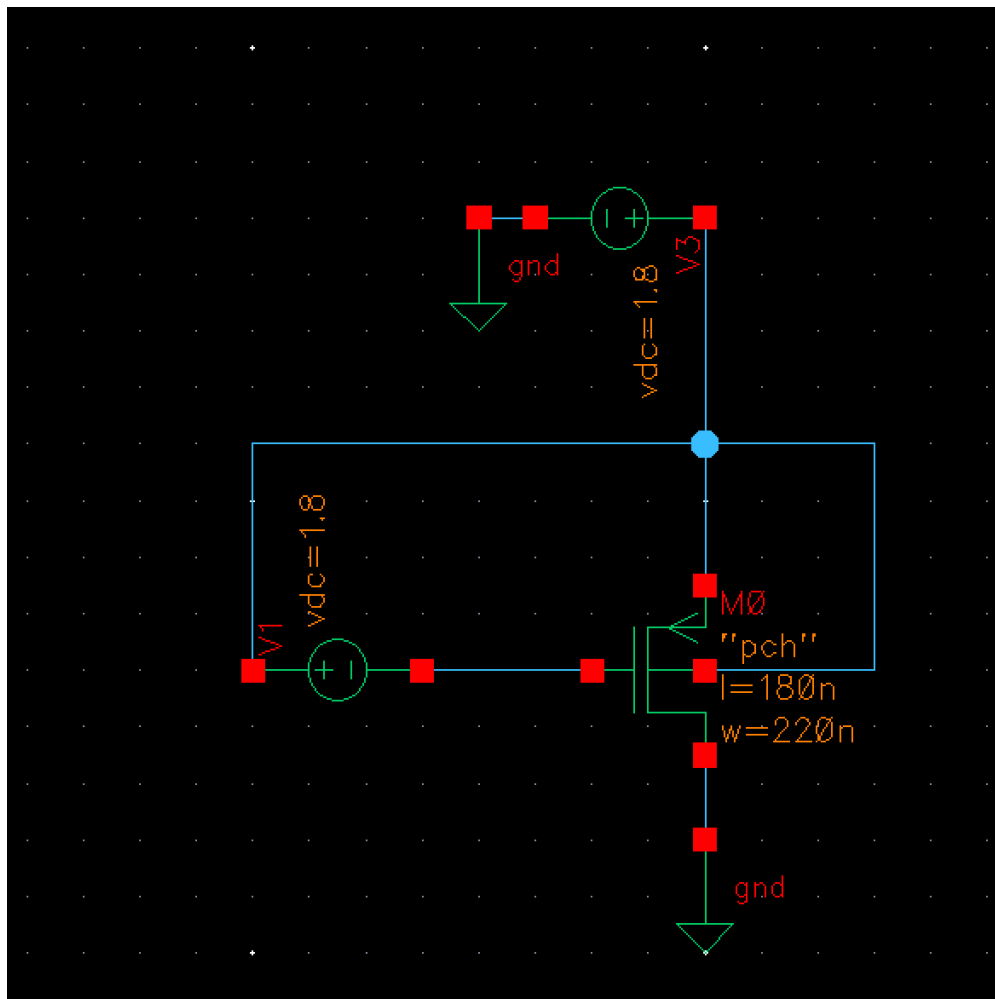 gnd
V3
vdc=1.8
vdc=1.8
V1
M0
"pch"
l=180n
w=220n
gnd